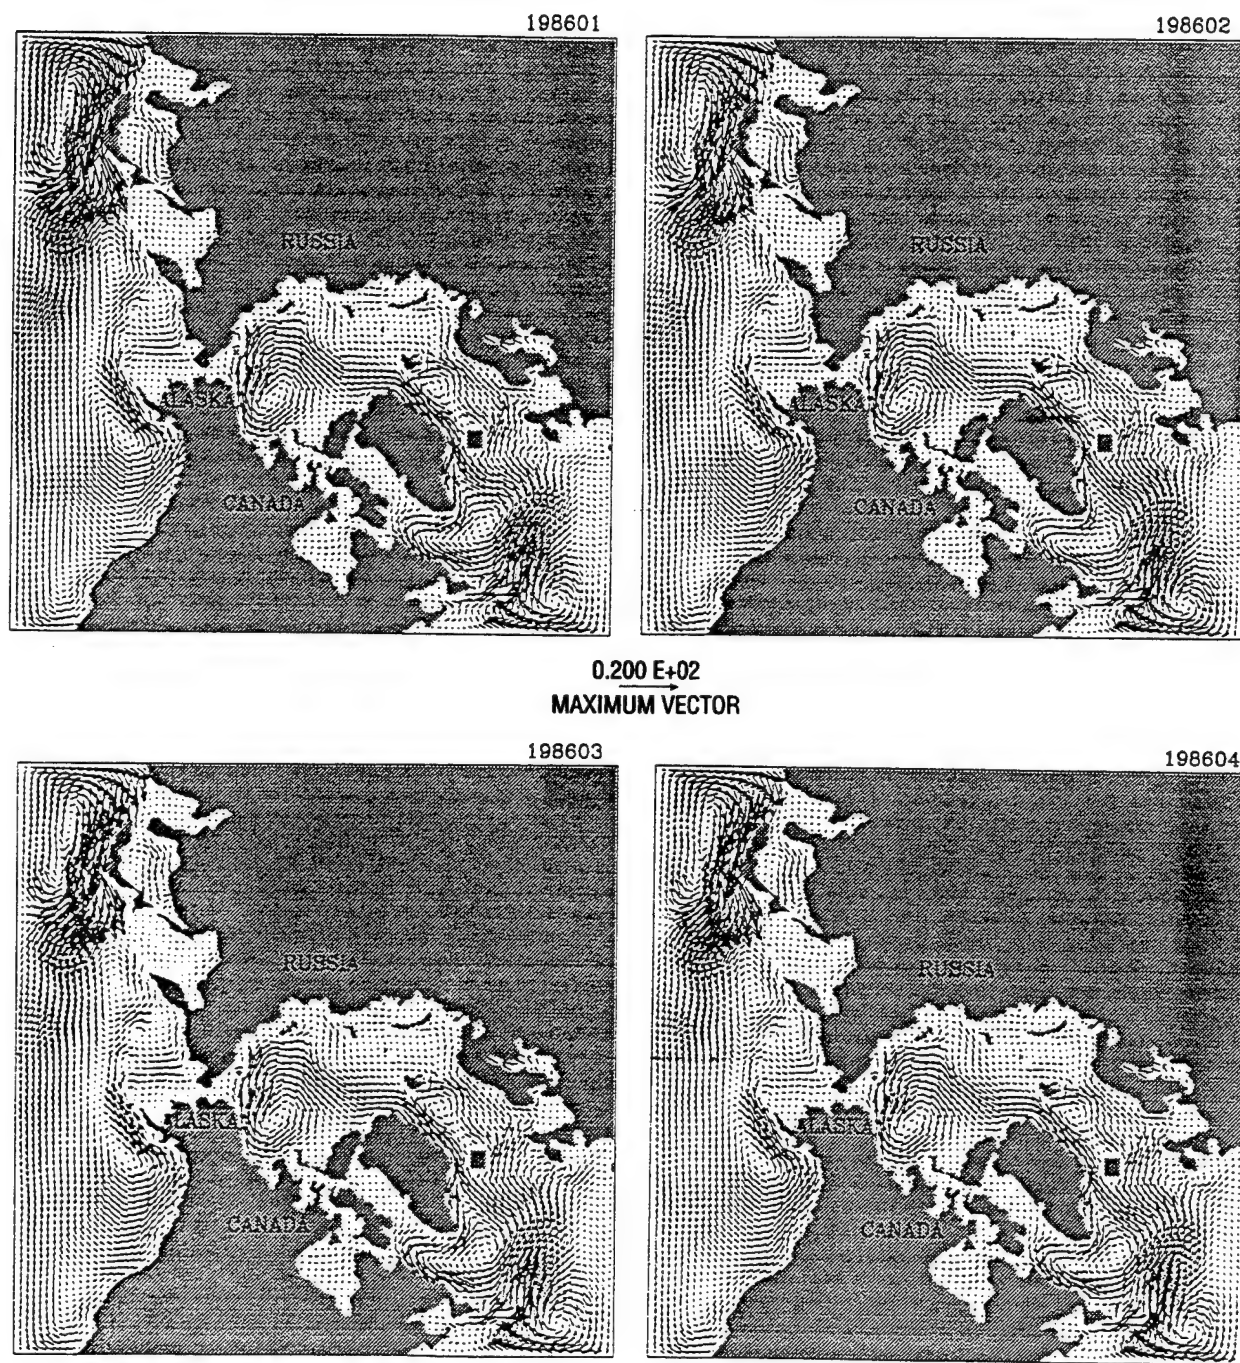 198601
198602
RUSSIA
RUSSIA
ALASKA
ALASKA
CANADA
CANADA
0.200 E+02
MAXIMUM VECTOR
198603
198604
RUSSIA
RUSSIA
ALASKA
ALASKA
CANADA
CANADA